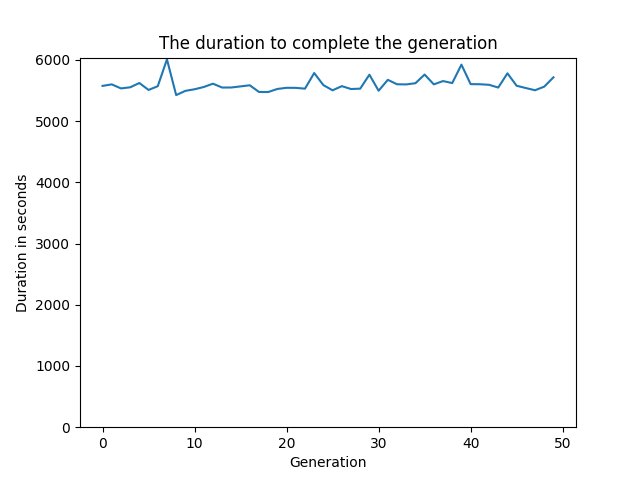 The duration to complete the generation
6000
5000
4000
3000
2000
1000
0
Duration in seconds
0 10 20 30 40 50
Generation